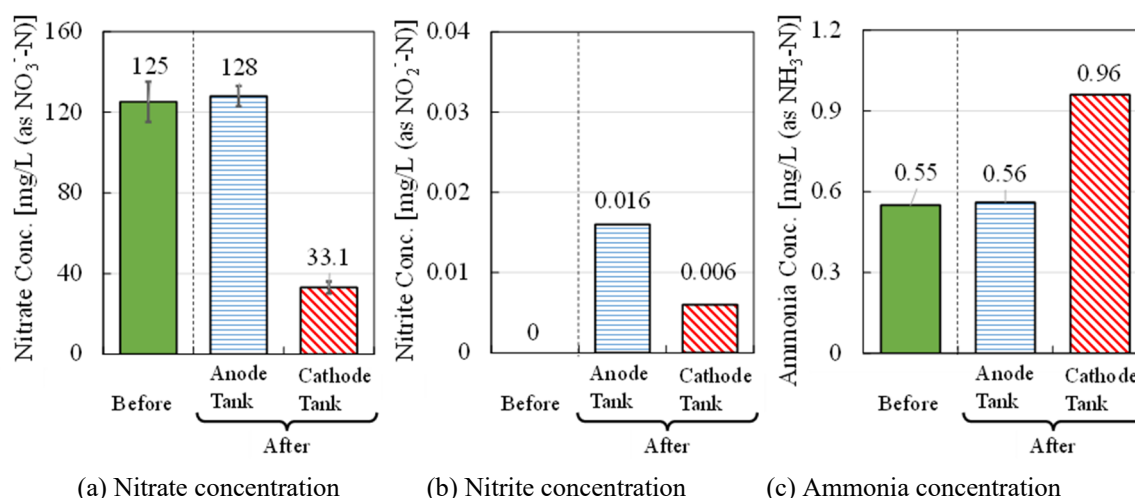 Nitrate Conc. [mg/L (as NO₃⁻-N)]
160
120
80
40
0
125
128
33.1
Before
Anode Tank
Cathode Tank
After
(a) Nitrate concentration
Nitrite Conc. [mg/L (as NO₂⁻-N)]
0.04
0.03
0.02
0.01
0
0
0.016
0.006
Before
Anode Tank
Cathode Tank
After
(b) Nitrite concentration
Ammonia Conc. [mg/L (as NH₃-N)]
1.2
0.9
0.6
0.3
0
0.55
0.56
0.96
Before
Anode Tank
Cathode Tank
After
(c) Ammonia concentration